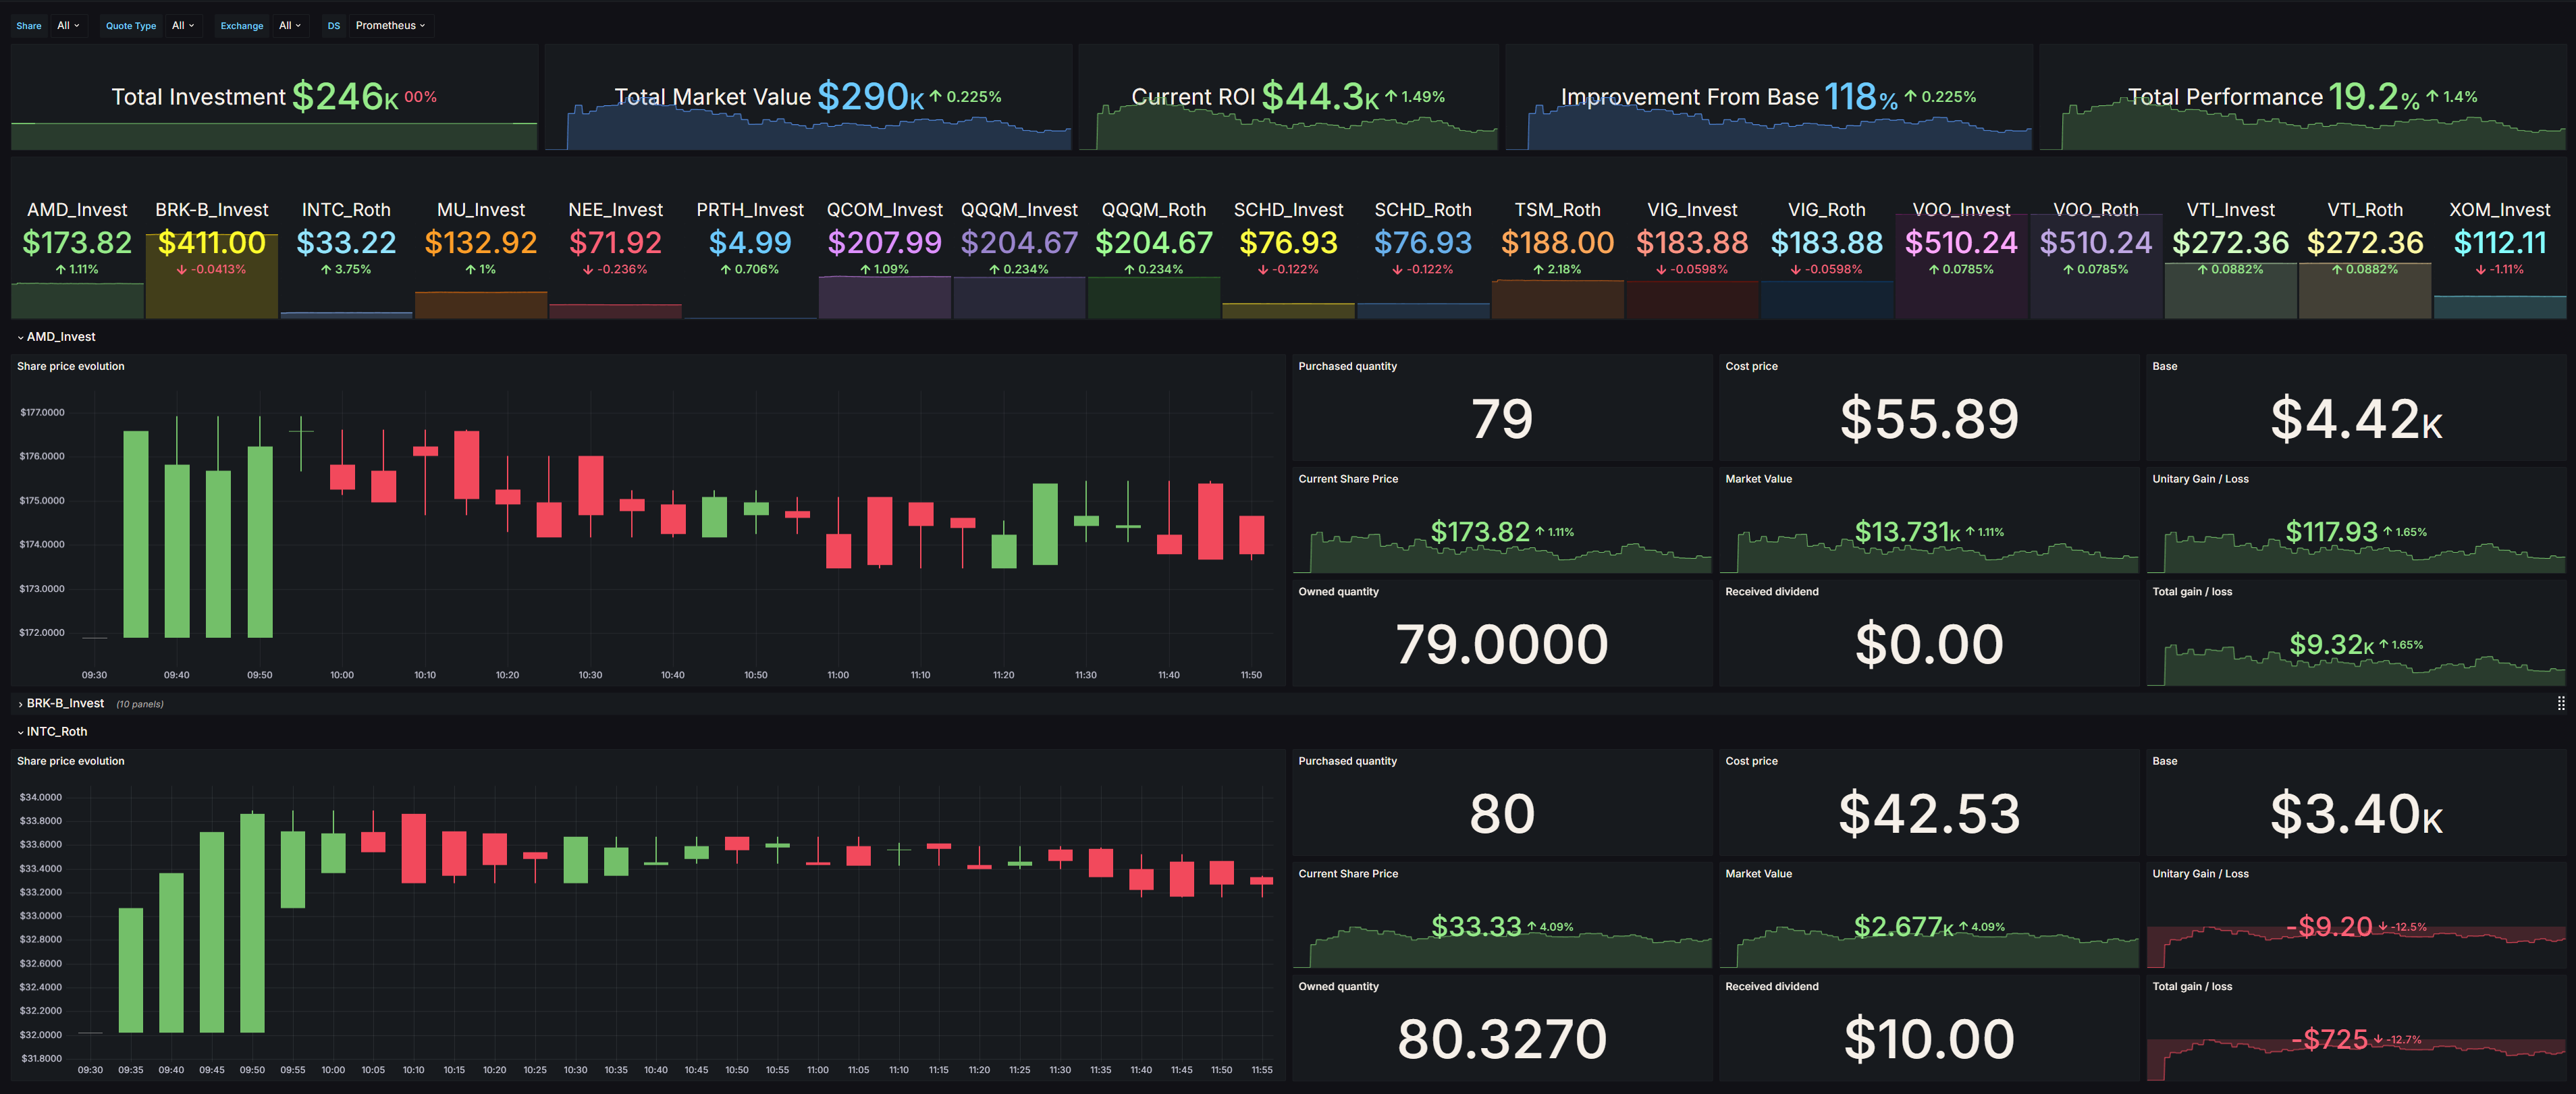 Share All Quote Type All Exchange All DS Prometheus
Total Investment $246K 00%
Total Market Value $290K ↑ 0.225%
Current ROI $44.3K ↑ 1.49%
Improvement From Base 118% ↑ 0.225%
Total Performance 19.2% ↑ 1.4%
AMD_Invest
$173.82
↑ 1.11%
BRK-B_Invest
$411.00
↓ -0.0413%
INTC_Roth
$33.22
↑ 3.75%
MU_Invest
$132.92
↑ 1%
NEE_Invest
$71.92
↓ -0.236%
PRTH_Invest
$4.99
↑ 0.706%
QCOM_Invest
$207.99
↑ 1.09%
QQQM_Invest
$204.67
↑ 0.234%
QQQM_Roth
$204.67
↑ 0.234%
SCHD_Invest
$76.93
↓ -0.122%
SCHD_Roth
$76.93
↓ -0.122%
TSM_Roth
$188.00
↑ 2.18%
VIG_Invest
$183.88
↓ -0.0598%
VIG_Roth
$183.88
↓ -0.0598%
VOO_Invest
$510.24
↑ 0.0785%
VOO_Roth
$510.24
↑ 0.0785%
VTI_Invest
$272.36
↑ 0.0882%
VTI_Roth
$272.36
↑ 0.0882%
XOM_Invest
$112.11
↓ -1.11%
AMD_Invest
Share price evolution
$177.0000
$176.0000
$175.0000
$174.0000
$173.0000
$172.0000
09:30 09:40 09:50 10:00 10:10 10:20 10:30 10:40 10:50 11:00 11:10 11:20 11:30 11:40 11:50
Purchased quantity
79
Cost price
$55.89
Base
$4.42K
Current Share Price
$173.82 ↑ 1.11%
Market Value
$13.731K ↑ 1.11%
Unitary Gain / Loss
$117.93 ↑ 1.65%
Owned quantity
79.0000
Received dividend
$0.00
Total gain / loss
$9.32K ↑ 1.65%
BRK-B_Invest (10 panels)
INTC_Roth
Share price evolution
$34.0000
$33.8000
$33.6000
$33.4000
$33.2000
$33.0000
$32.8000
$32.6000
$32.4000
$32.2000
$32.0000
$31.8000
09:30 09:35 09:40 09:45 09:50 09:55 10:00 10:05 10:10 10:15 10:20 10:25 10:30 10:35 10:40 10:45 10:50 10:55 11:00 11:05 11:10 11:15 11:20 11:25 11:30 11:35 11:40 11:45 11:50 11:55
Purchased quantity
80
Cost price
$42.53
Base
$3.40K
Current Share Price
$33.33 ↑ 4.09%
Market Value
$2.677K ↑ 4.09%
Unitary Gain / Loss
-$9.20 ↓ -12.5%
Owned quantity
80.3270
Received dividend
$10.00
Total gain / loss
-$725 ↓ -12.7%